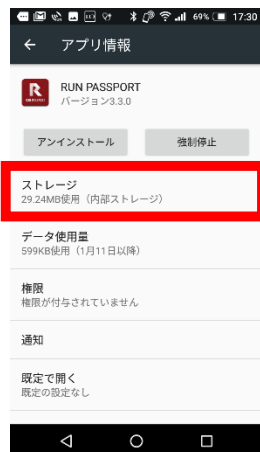 69% 17:30
アプリ情報
R
RUN PASSPORT
バージョン3.3.0
アンインストール 強制停止
ストレージ
29.24MB使用（内部ストレージ）
データ使用量
599KB使用（1月11日以降）
権限
権限が付与されていません
通知
既定で開く
既定の設定なし